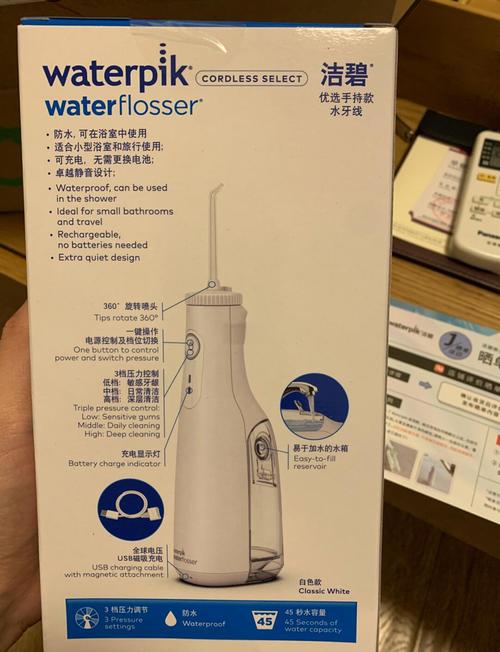 waterpik® CORDLESS SELECT
waterflosser®
洁碧®
优选手持款
水牙线
• 防水, 可在浴室中使用
• 适合小型浴室和旅行使用;
• 可充电, 无需更换电池;
• 卓越静音设计;
• Waterproof, can be used
in the shower
• Ideal for small bathrooms
and travel
• Rechargeable,
no batteries needed
• Extra quiet design
360° 旋转喷头
Tips rotate 360°
一键操作
电源控制及档位切换
One button to control
power and switch pressure
3档压力控制
低档: 敏感牙龈
中档: 日常清洁
高档: 深层清洁
Triple pressure control:
Low: Sensitive gums
Middle: Daily cleaning
High: Deep cleaning
充电显示灯
Battery charge indicator
易于加水的水箱
Easy-to-fill
reservoir
全球电压
USB磁吸充电
USB charging cable
with magnetic attachment
waterpik
waterflosser
白色款
Classic White
3 档压力调节
3 Pressure
settings
防水
Waterproof
45
45 秒水容量
45 Seconds of
water capacity
Panasonic
waterpik 洁碧